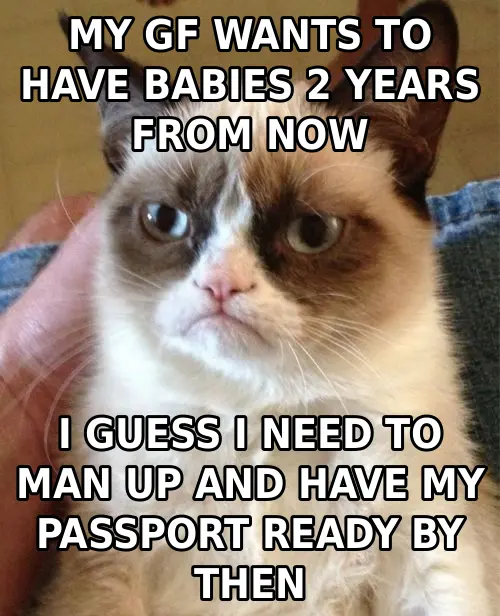 MY GF WANTS TO
HAVE BABIES 2 YEARS
FROM NOW
I GUESS I NEED TO
MAN UP AND HAVE MY
PASSPORT READY BY
THEN